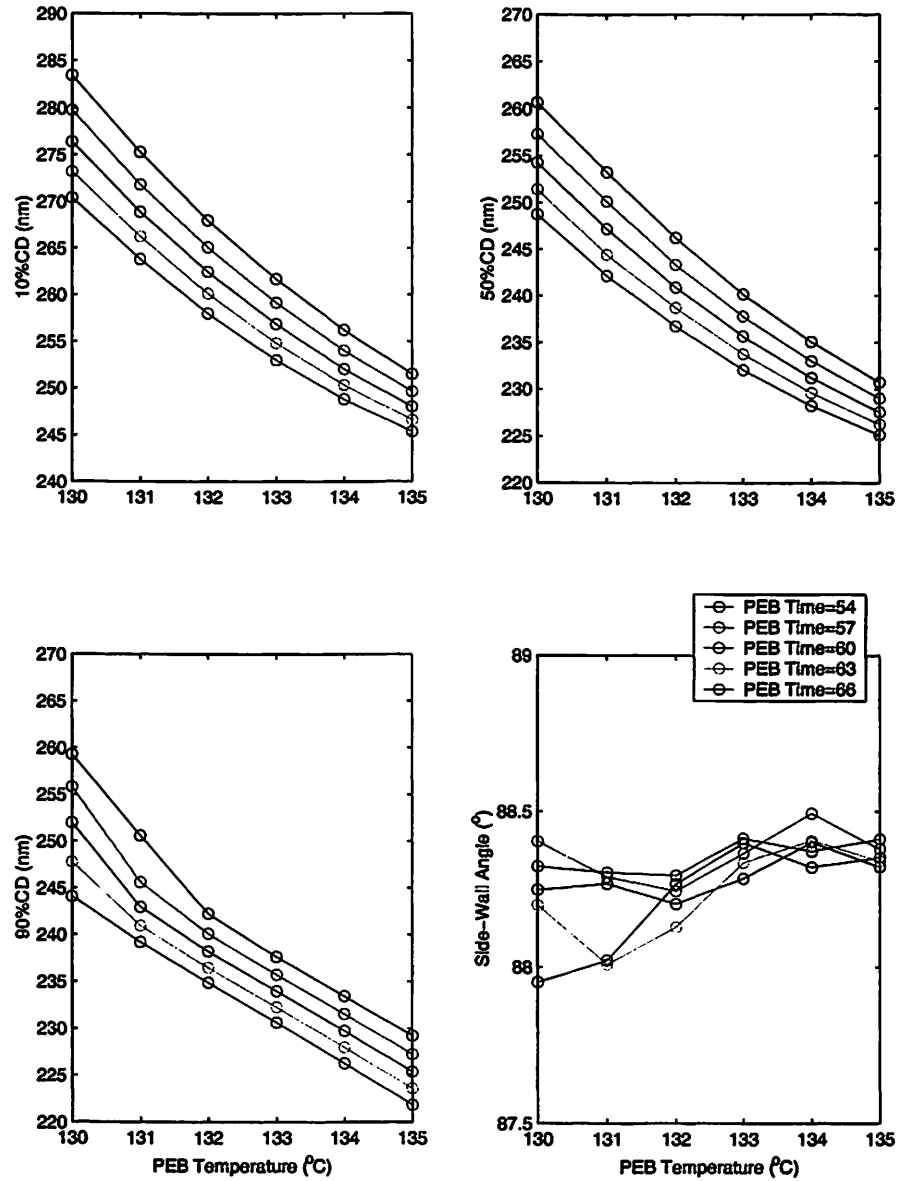 290
285
280
275
270
265
260
255
250
245
240
10%CD (nm)
130 131 132 133 134 135
270
265
260
255
250
245
240
235
230
225
220
50%CD (nm)
130 131 132 133 134 135
270
265
260
255
250
245
240
235
230
225
220
90%CD (nm)
130 131 132 133 134 135
PEB Temperature (°C)
PEB Time=54
PEB Time=57
PEB Time=60
PEB Time=63
PEB Time=66
89
88.5
88
87.5
Side-Wall Angle (°)
130 131 132 133 134 135
PEB Temperature (°C)